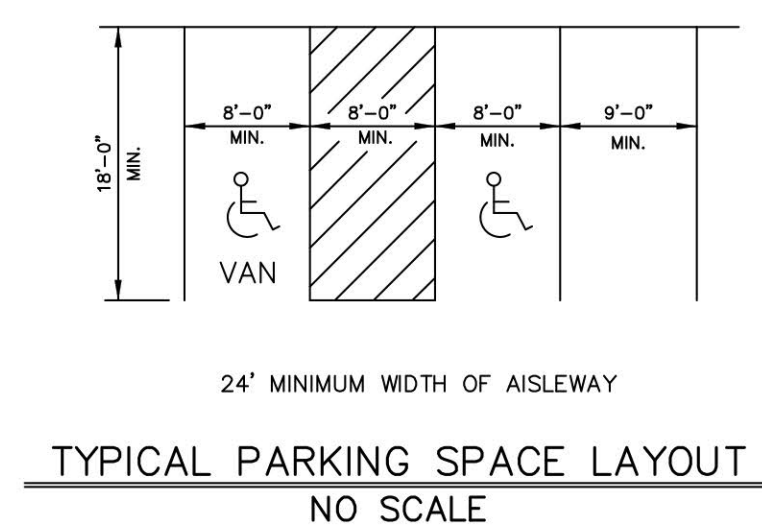 8'-0" 8'-0" 8'-0" 9'-0"
MIN. MIN. MIN. MIN.
18'-0"
MIN.
VAN
24' MINIMUM WIDTH OF AISLEWAY
TYPICAL PARKING SPACE LAYOUT
NO SCALE